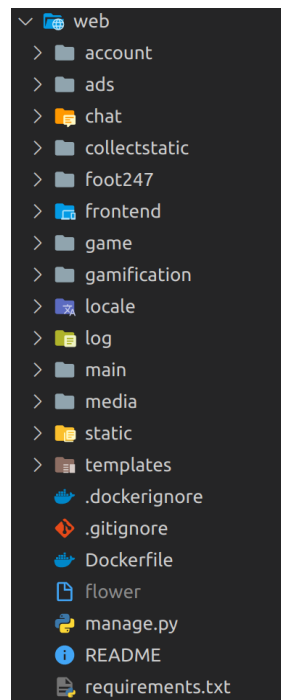 web
account
ads
chat
collectstatic
foot247
frontend
game
gamification
locale
log
main
media
static
templates
.dockerignore
.gitignore
Dockerfile
flower
manage.py
README
requirements.txt